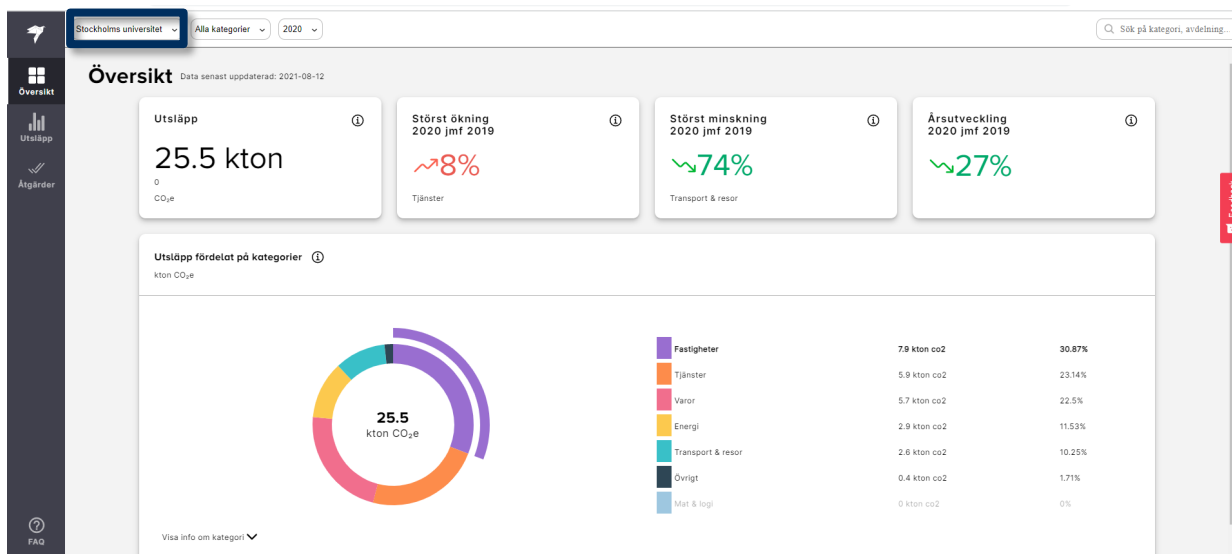 Stockholms universitet
Alla kategorier
2020
Sök på kategori, avdelning...
Översikt
Utsläpp
Åtgärder
FAQ
Översikt Data senast uppdaterad: 2021-08-12
Utsläpp
25.5 kton
0
CO₂e
Störst ökning
2020 jmf 2019
8%
Tjänster
Störst minskning
2020 jmf 2019
74%
Transport & resor
Årsutveckling
2020 jmf 2019
27%
Utsläpp fördelat på kategorier
kton CO₂e
25.5
kton CO₂e
Fastigheter 7.9 kton co2 30.87%
Tjänster 5.9 kton co2 23.14%
Varor 5.7 kton co2 22.5%
Energi 2.9 kton co2 11.53%
Transport & resor 2.6 kton co2 10.25%
Övrigt 0.4 kton co2 1.71%
Mat & logi 0 kton co2 0%
Visa info om kategori